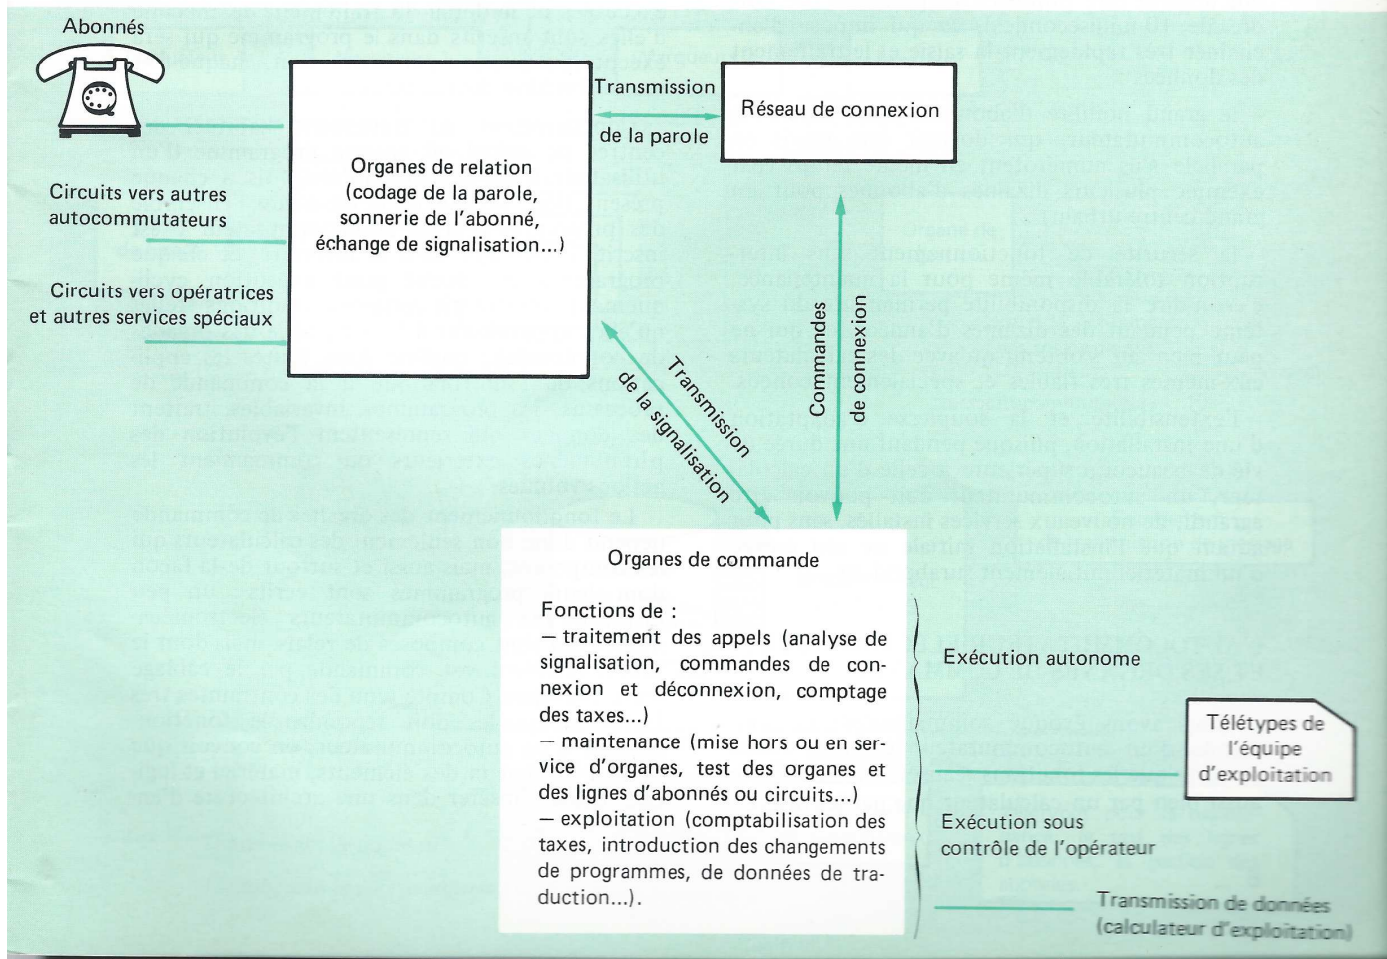 Abonnés
Circuits vers autres
autocommutateurs
Circuits vers opératrices
et autres services spéciaux
Organes de relation
(codage de la parole,
sonnerie de l'abonné,
échange de signalisation...)
Transmission
de la parole
Réseau de connexion
Transmission
de la signalisation
Commandes
de connexion
Organes de commande
Fonctions de :
— traitement des appels (analyse de
signalisation, commandes de con-
nexion et déconnexion, comptage
des taxes...)
— maintenance (mise hors ou en ser-
vice d'organes, test des organes et
des lignes d'abonnés ou circuits...)
— exploitation (comptabilisation des
taxes, introduction des changements
de programmes, de données de tra-
duction...).
Exécution autonome
Télétypes de
l'équipe
d'exploitation
Exécution sous
contrôle de l'opérateur
Transmission de données
(calculateur d'exploitation)